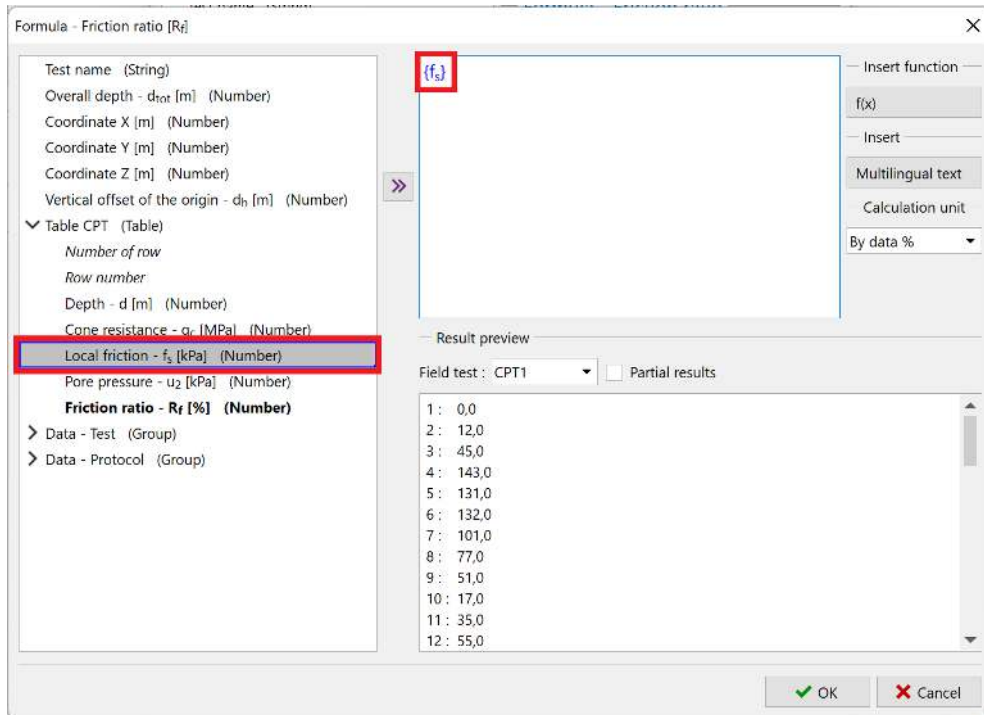 Formula - Friction ratio [Rf]
Test name (String)
Overall depth - dtot [m] (Number)
Coordinate X [m] (Number)
Coordinate Y [m] (Number)
Coordinate Z [m] (Number)
Vertical offset of the origin - dh [m] (Number)
Table CPT (Table)
Number of row
Row number
Depth - d [m] (Number)
Cone resistance - qc [MPa] (Number)
Local friction - fs [kPa] (Number)
Pore pressure - u2 [kPa] (Number)
Friction ratio - Rf [%] (Number)
Data - Test (Group)
Data - Protocol (Group)
{fs}
Insert function
f(x)
Insert
Multilingual text
Calculation unit
By data %
Result preview
Field test : CPT1 Partial results
1 : 0,0
2 : 12,0
3 : 45,0
4 : 143,0
5 : 131,0
6 : 132,0
7 : 101,0
8 : 77,0
9 : 51,0
10 : 17,0
11 : 35,0
12 : 55,0
OK Cancel